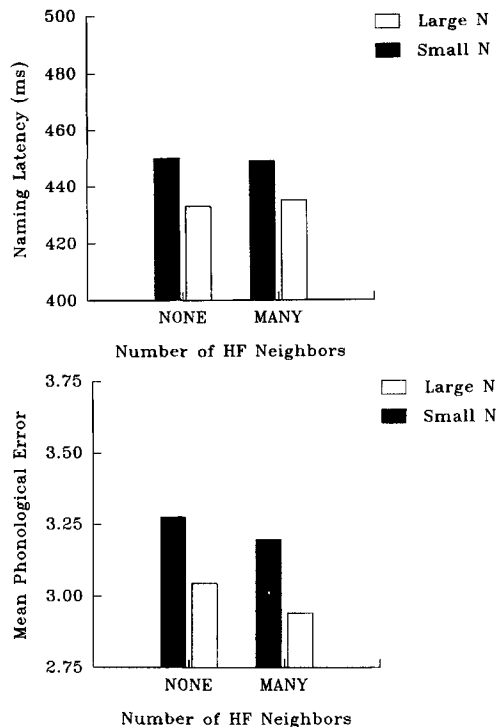 500
480
460
440
420
400
Naming Latency (ms)
Large N
Small N
NONE MANY
Number of HF Neighbors
3.75
3.50
3.25
3.00
2.75
Mean Phonological Error
Large N
Small N
NONE MANY
Number of HF Neighbors